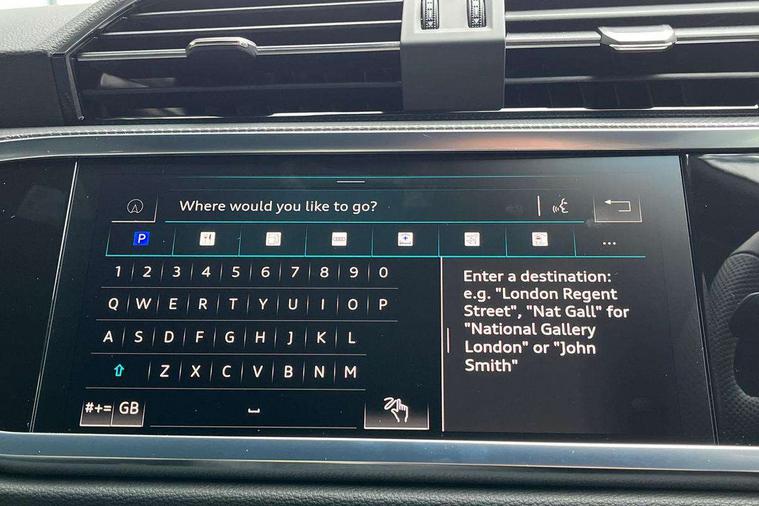 Where would you like to go?
P ...
1 2 3 4 5 6 7 8 9 0
Q W E R T Y U I O P
A S D F G H J K L
Z X C V B N M
#+= GB
Enter a destination:
e.g. "London Regent
Street", "Nat Gall" for
"National Gallery
London" or "John
Smith"